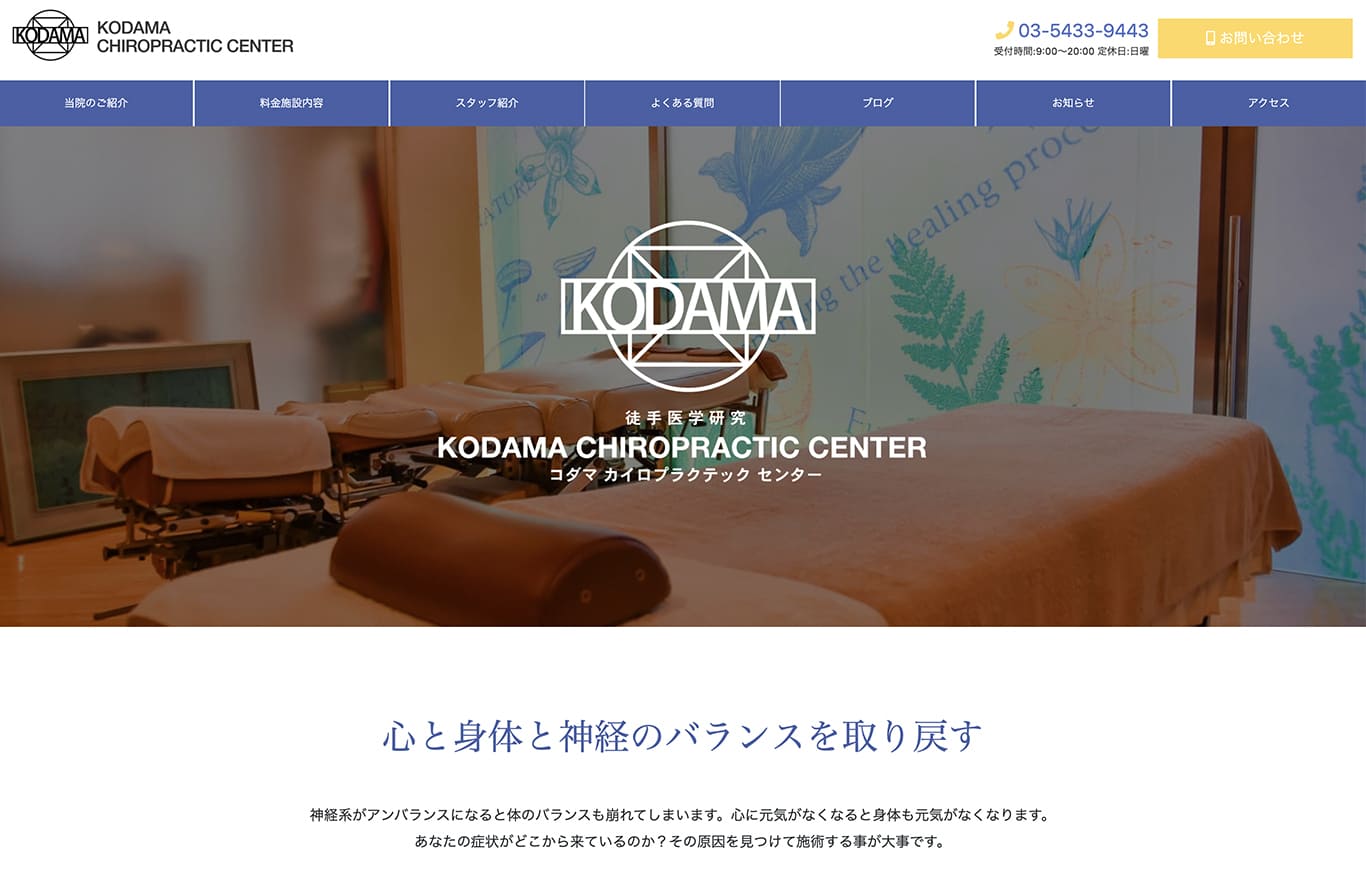 KODAMA
KODAMA
CHIROPRACTIC CENTER
03-5433-9443
受付時間:9:00〜20:00 定休日:日曜
お問い合わせ
当院のご紹介
料金施設内容
スタッフ紹介
よくある質問
ブログ
お知らせ
アクセス
NATURE
the healing proce
KODAMA
徒手医学研究
KODAMA CHIROPRACTIC CENTER
コダマ カイロプラクテック センター
心と身体と神経のバランスを取り戻す
神経系がアンバランスになると体のバランスも崩れてしまいます。心に元気がなくなると身体も元気がなくなります。
あなたの症状がどこから来ているのか？その原因を見つけて施術する事が大事です。